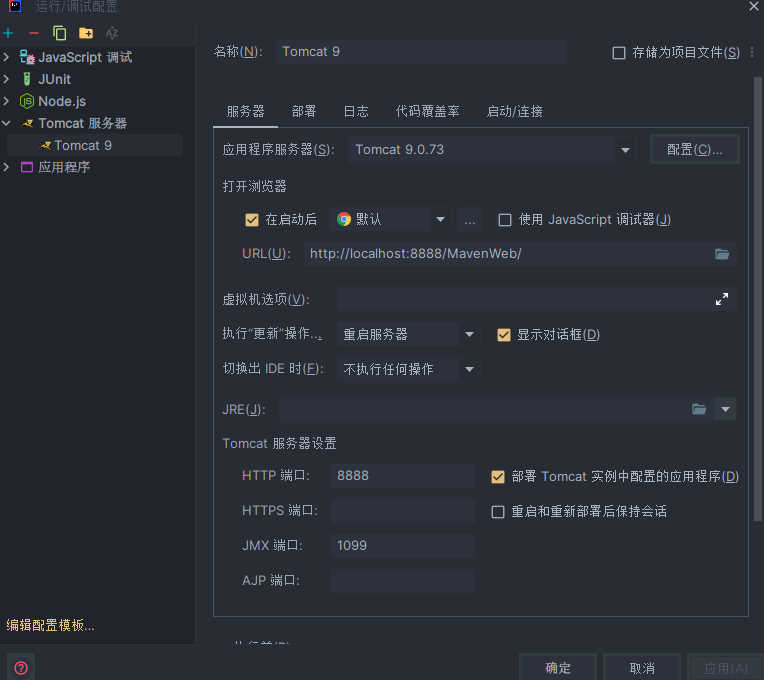 运行/调试配置
JavaScript 调试
JUnit
Node.js
Tomcat 服务器
Tomcat 9
应用程序
编辑配置模板...
名称(N):
Tomcat 9
存储为项目文件(S)
服务器 部署 日志 代码覆盖率 启动/连接
应用程序服务器(S): Tomcat 9.0.73 配置(C)...
打开浏览器
在启动后 默认 ... 使用 JavaScript 调试器(J)
URL(U): http://localhost:8888/MavenWeb/
虚拟机选项(V):
执行“更新”操作... 重启服务器 显示对话框(D)
切换出 IDE 时(F): 不执行任何操作
JRE(J):
Tomcat 服务器设置
HTTP 端口: 8888 部署 Tomcat 实例中配置的应用程序(D)
HTTPS 端口: 重启和重新部署后保持会话
JMX 端口: 1099
AJP 端口:
确定 取消 应用(A)